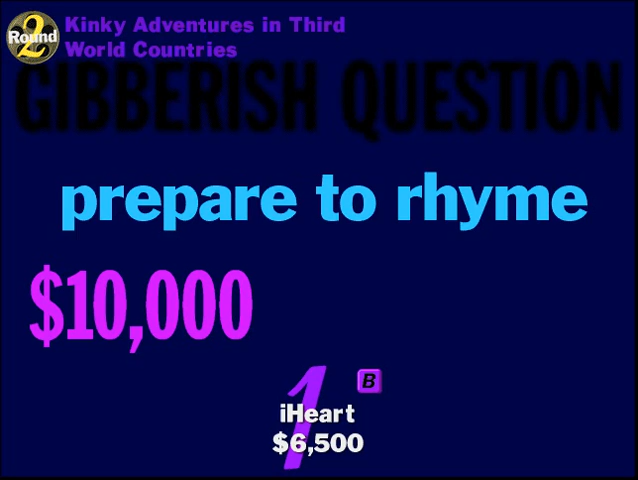 Round 2
Kinky Adventures in Third
World Countries
GIBBERISH QUESTION
prepare to rhyme
$10,000
1
B
iHeart
$6,500